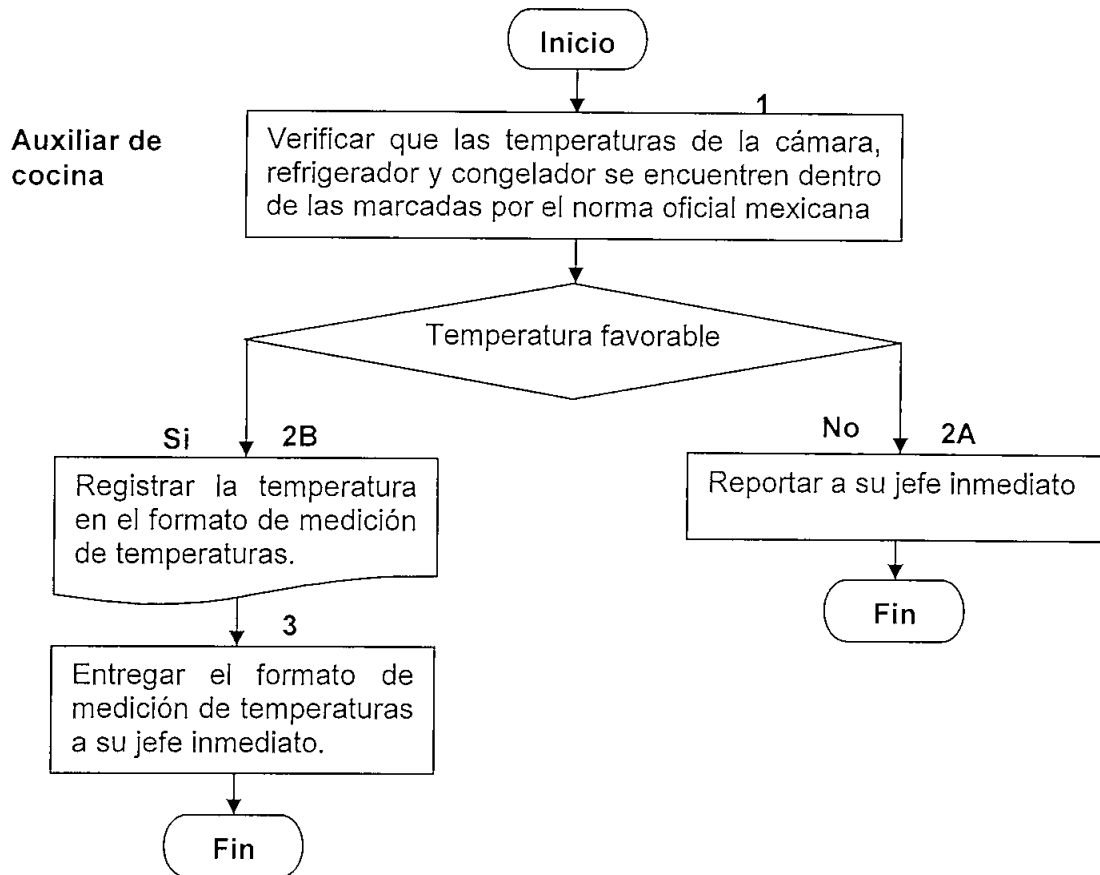 Inicio
1
Auxiliar de
cocina
Verificar que las temperaturas de la cámara,
refrigerador y congelador se encuentren dentro
de las marcadas por el norma oficial mexicana
Temperatura favorable
Si
2B
No
2A
Registrar la temperatura
en el formato de medición
de temperaturas.
Reportar a su jefe inmediato
Fin
3
Entregar el formato de
medición de temperaturas
a su jefe inmediato.
Fin